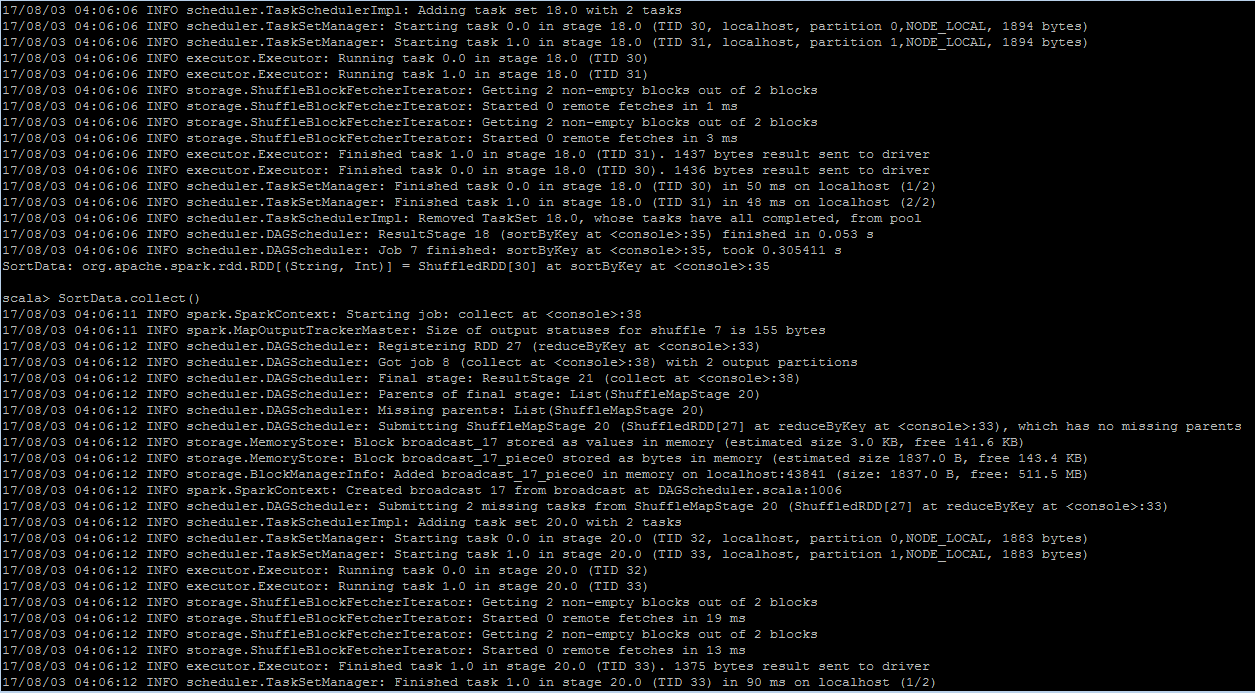 17/08/03 04:06:06 INFO scheduler.TaskSchedulerImpl: Adding task set 18.0 with 2 tasks
17/08/03 04:06:06 INFO scheduler.TaskSetManager: Starting task 0.0 in stage 18.0 (TID 30, localhost, partition 0,NODE_LOCAL, 1894 bytes)
17/08/03 04:06:06 INFO scheduler.TaskSetManager: Starting task 1.0 in stage 18.0 (TID 31, localhost, partition 1,NODE_LOCAL, 1894 bytes)
17/08/03 04:06:06 INFO executor.Executor: Running task 0.0 in stage 18.0 (TID 30)
17/08/03 04:06:06 INFO executor.Executor: Running task 1.0 in stage 18.0 (TID 31)
17/08/03 04:06:06 INFO storage.ShuffleBlockFetcherIterator: Getting 2 non-empty blocks out of 2 blocks
17/08/03 04:06:06 INFO storage.ShuffleBlockFetcherIterator: Started 0 remote fetches in 1 ms
17/08/03 04:06:06 INFO storage.ShuffleBlockFetcherIterator: Getting 2 non-empty blocks out of 2 blocks
17/08/03 04:06:06 INFO storage.ShuffleBlockFetcherIterator: Started 0 remote fetches in 3 ms
17/08/03 04:06:06 INFO executor.Executor: Finished task 1.0 in stage 18.0 (TID 31). 1437 bytes result sent to driver
17/08/03 04:06:06 INFO executor.Executor: Finished task 0.0 in stage 18.0 (TID 30). 1436 bytes result sent to driver
17/08/03 04:06:06 INFO scheduler.TaskSetManager: Finished task 0.0 in stage 18.0 (TID 30) in 50 ms on localhost (1/2)
17/08/03 04:06:06 INFO scheduler.TaskSetManager: Finished task 1.0 in stage 18.0 (TID 31) in 48 ms on localhost (2/2)
17/08/03 04:06:06 INFO scheduler.TaskSchedulerImpl: Removed TaskSet 18.0, whose tasks have all completed, from pool
17/08/03 04:06:06 INFO scheduler.DAGScheduler: ResultStage 18 (sortByKey at <console>:35) finished in 0.053 s
17/08/03 04:06:06 INFO scheduler.DAGScheduler: Job 7 finished: sortByKey at <console>:35, took 0.305411 s
SortData: org.apache.spark.rdd.RDD[(String, Int)] = ShuffledRDD[30] at sortByKey at <console>:35
scala> SortData.collect()
17/08/03 04:06:11 INFO spark.SparkContext: Starting job: collect at <console>:38
17/08/03 04:06:11 INFO spark.MapOutputTrackerMaster: Size of output statuses for shuffle 7 is 155 bytes
17/08/03 04:06:12 INFO scheduler.DAGScheduler: Registering RDD 27 (reduceByKey at <console>:33)
17/08/03 04:06:12 INFO scheduler.DAGScheduler: Got job 8 (collect at <console>:38) with 2 output partitions
17/08/03 04:06:12 INFO scheduler.DAGScheduler: Final stage: ResultStage 21 (collect at <console>:38)
17/08/03 04:06:12 INFO scheduler.DAGScheduler: Parents of final stage: List(ShuffleMapStage 20)
17/08/03 04:06:12 INFO scheduler.DAGScheduler: Missing parents: List(ShuffleMapStage 20)
17/08/03 04:06:12 INFO scheduler.DAGScheduler: Submitting ShuffleMapStage 20 (ShuffledRDD[27] at reduceByKey at <console>:33), which has no missing parents
17/08/03 04:06:12 INFO storage.MemoryStore: Block broadcast_17 stored as values in memory (estimated size 3.0 KB, free 141.6 KB)
17/08/03 04:06:12 INFO storage.MemoryStore: Block broadcast_17_piece0 stored as bytes in memory (estimated size 1837.0 B, free 143.4 KB)
17/08/03 04:06:12 INFO storage.BlockManagerInfo: Added broadcast_17_piece0 in memory on localhost:43841 (size: 1837.0 B, free: 511.5 MB)
17/08/03 04:06:12 INFO spark.SparkContext: Created broadcast 17 from broadcast at DAGScheduler.scala:1006
17/08/03 04:06:12 INFO scheduler.DAGScheduler: Submitting 2 missing tasks from ShuffleMapStage 20 (ShuffledRDD[27] at reduceByKey at <console>:33)
17/08/03 04:06:12 INFO scheduler.TaskSchedulerImpl: Adding task set 20.0 with 2 tasks
17/08/03 04:06:12 INFO scheduler.TaskSetManager: Starting task 0.0 in stage 20.0 (TID 32, localhost, partition 0,NODE_LOCAL, 1883 bytes)
17/08/03 04:06:12 INFO scheduler.TaskSetManager: Starting task 1.0 in stage 20.0 (TID 33, localhost, partition 1,NODE_LOCAL, 1883 bytes)
17/08/03 04:06:12 INFO executor.Executor: Running task 0.0 in stage 20.0 (TID 32)
17/08/03 04:06:12 INFO executor.Executor: Running task 1.0 in stage 20.0 (TID 33)
17/08/03 04:06:12 INFO storage.ShuffleBlockFetcherIterator: Getting 2 non-empty blocks out of 2 blocks
17/08/03 04:06:12 INFO storage.ShuffleBlockFetcherIterator: Started 0 remote fetches in 19 ms
17/08/03 04:06:12 INFO storage.ShuffleBlockFetcherIterator: Getting 2 non-empty blocks out of 2 blocks
17/08/03 04:06:12 INFO storage.ShuffleBlockFetcherIterator: Started 0 remote fetches in 13 ms
17/08/03 04:06:12 INFO executor.Executor: Finished task 1.0 in stage 20.0 (TID 33). 1375 bytes result sent to driver
17/08/03 04:06:12 INFO scheduler.TaskSetManager: Finished task 1.0 in stage 20.0 (TID 33) in 90 ms on localhost (1/2)